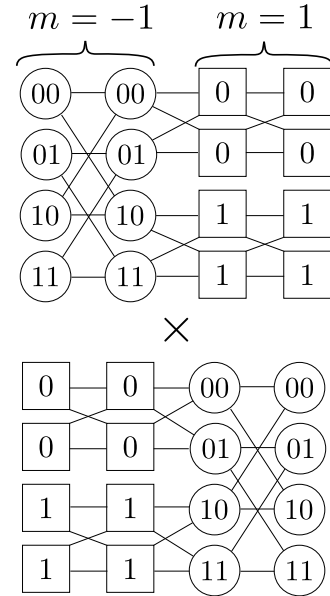 m = −1 m = 1
00 00 0 0
01 01 0 0
10 10 1 1
11 11 1 1
×
0 0 00 00
0 0 01 01
1 1 10 10
1 1 11 11